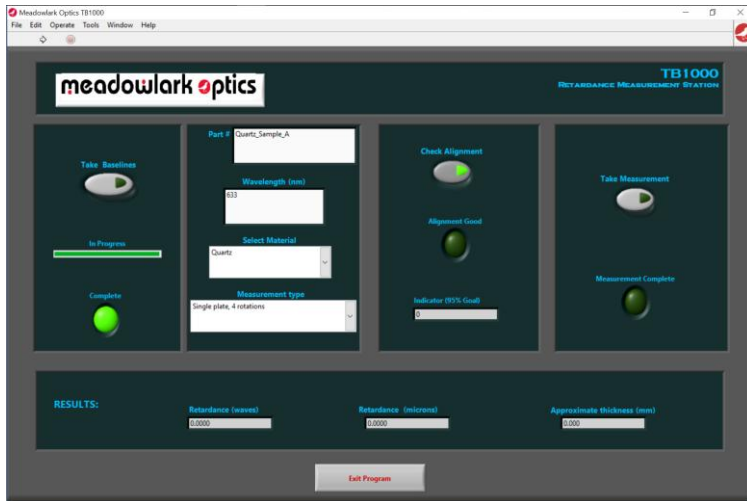 Meadowlark Optics TB1000
File Edit Operate Tools Window Help
meadowlark optics
TB1000
Retardance Measurement Station
Take Baselines
In Progress
Complete
Part #
Quartz_Sample_A
Wavelength (nm)
633
Select Material
Quartz
Measurement type
Single plate, 4 rotations
Check Alignment
Alignment Good
Indicator (95% Goal)
0
Take Measurement
Measurement Complete
RESULTS:
Retardance (waves)
0.0000
Retardance (microns)
0.0000
Approximate thickness (mm)
0.000
Exit Program